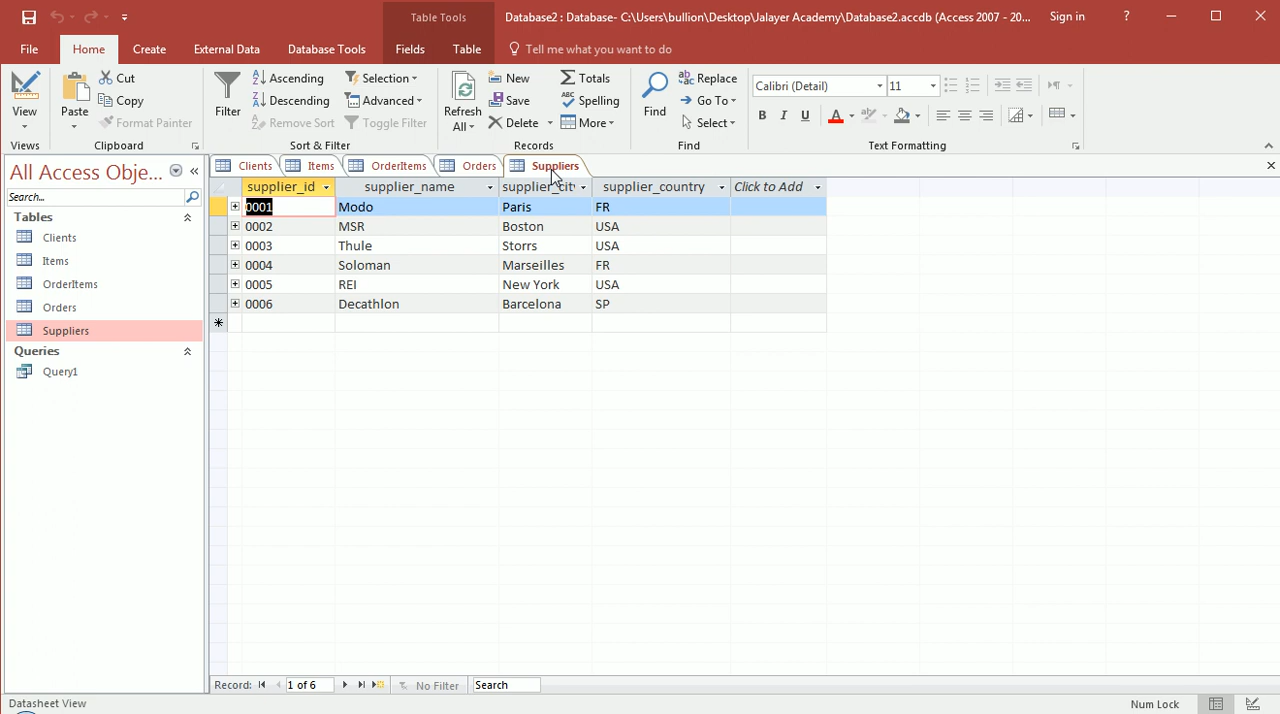 Table Tools
Database2 : Database- C:\Users\bullion\Desktop\Jalayer Academy\Database2.accdb (Access 2007 - 20...
Sign in
?
File
Home
Create
External Data
Database Tools
Fields
Table
Tell me what you want to do
View
Paste
Cut
Copy
Format Painter
Filter
Ascending
Descending
Remove Sort
Selection
Advanced
Toggle Filter
Refresh
All
New
Save
Delete
Totals
Spelling
More
Find
Replace
Go To
Select
Calibri (Detail)
11
B I U
A
Views
Clipboard
Sort & Filter
Records
Find
Text Formatting
All Access Obje...
Search...
Tables
Clients
Items
OrderItems
Orders
Suppliers
Queries
Query1
Clients Items OrderItems Orders Suppliers
supplier_id supplier_name supplier_city supplier_country Click to Add
0001 Modo Paris FR
0002 MSR Boston USA
0003 Thule Storrs USA
0004 Soloman Marseilles FR
0005 REI New York USA
0006 Decathlon Barcelona SP
Record: 1 of 6 No Filter Search
Datasheet View
Num Lock